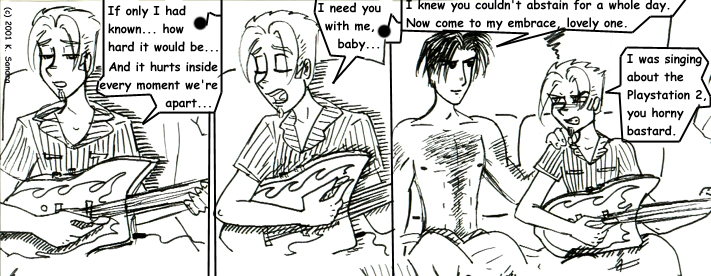 (c) 2001 K. Sandra
If only I had
known... how
hard it would be...
And it hurts inside
every moment we're
apart...
I need you
with me,
baby...
I knew you couldn't abstain for a whole day.
Now come to my embrace, lovely one.
I was singing
about the
Playstation 2,
you horny
bastard.